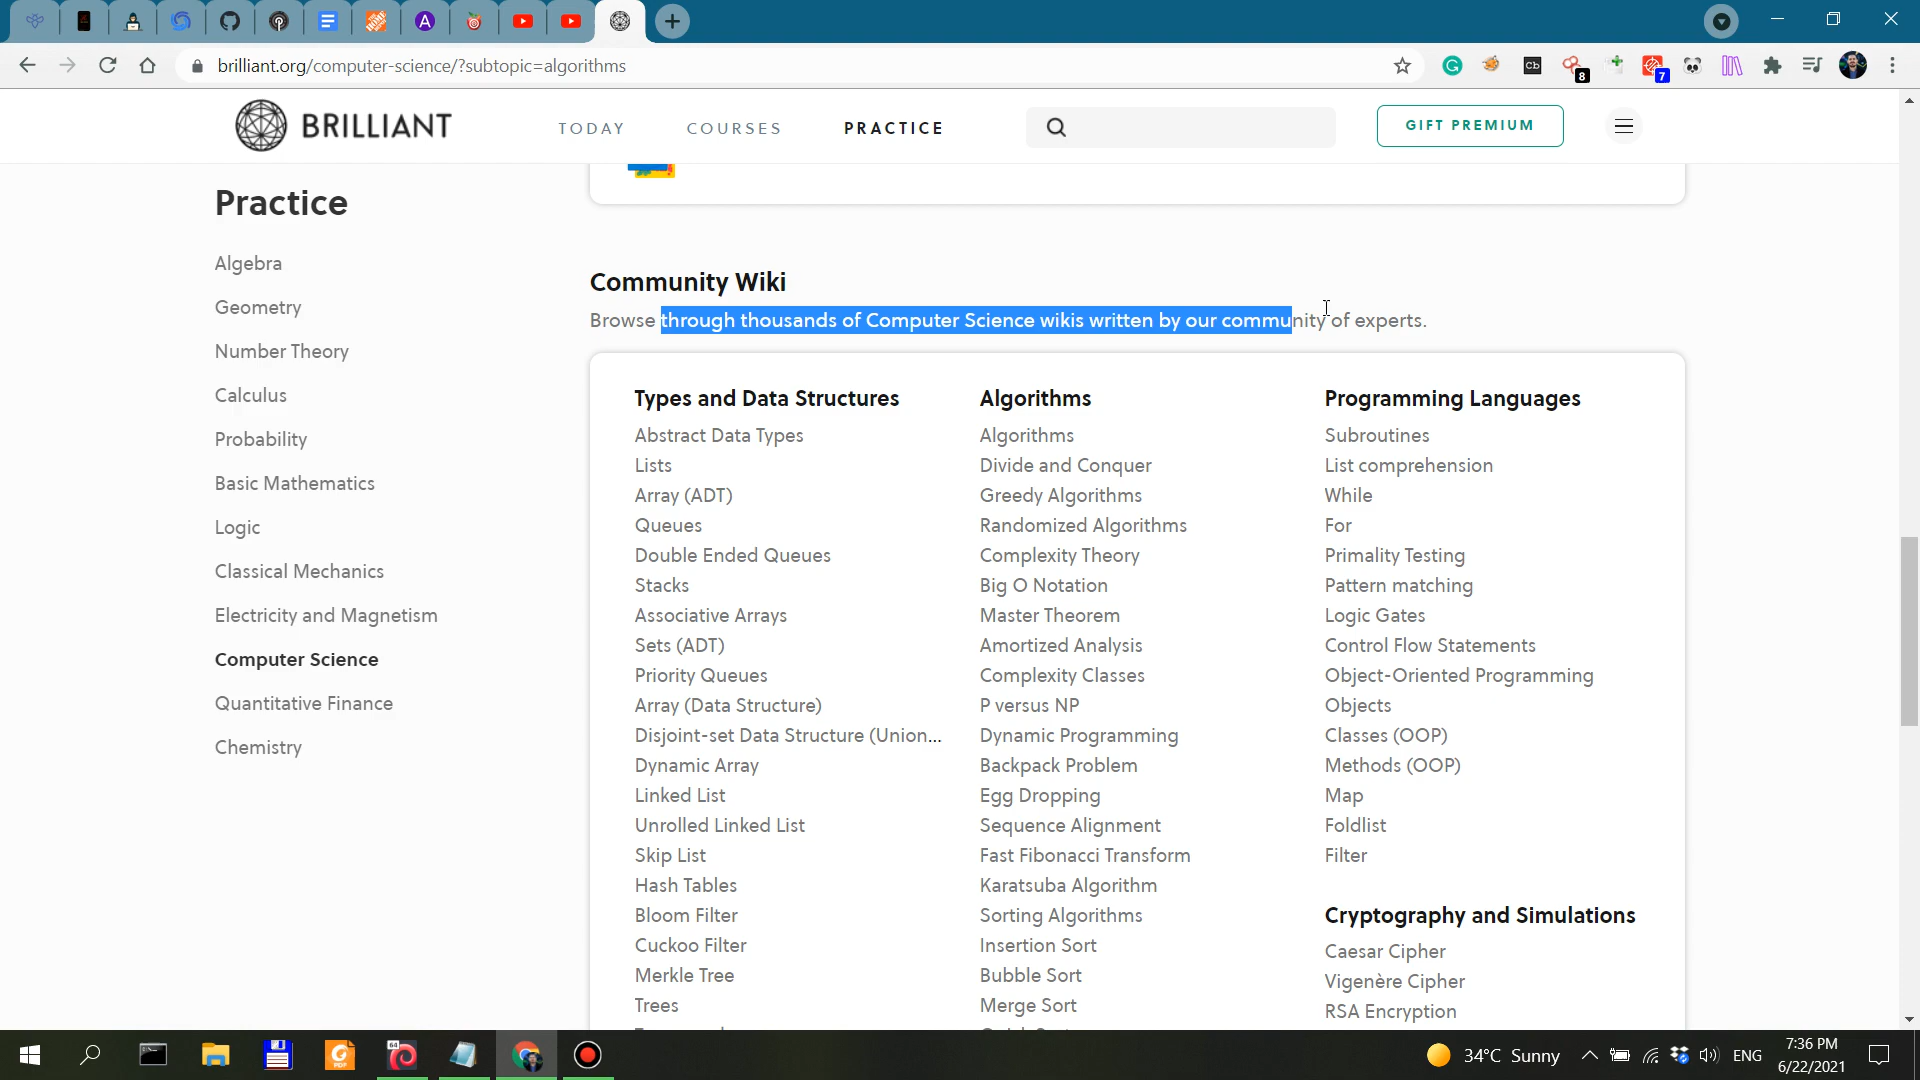 brilliant.org/computer-science/?subtopic=algorithms
Cb
8
7
BRILLIANT
TODAY
COURSES
PRACTICE
GIFT PREMIUM
Practice
Algebra
Geometry
Number Theory
Calculus
Probability
Basic Mathematics
Logic
Classical Mechanics
Electricity and Magnetism
Computer Science
Quantitative Finance
Chemistry
Community Wiki
Browse through thousands of Computer Science wikis written by our community of experts.
Types and Data Structures
Abstract Data Types
Lists
Array (ADT)
Queues
Double Ended Queues
Stacks
Associative Arrays
Sets (ADT)
Priority Queues
Array (Data Structure)
Disjoint-set Data Structure (Union...
Dynamic Array
Linked List
Unrolled Linked List
Skip List
Hash Tables
Bloom Filter
Cuckoo Filter
Merkle Tree
Trees
Algorithms
Algorithms
Divide and Conquer
Greedy Algorithms
Randomized Algorithms
Complexity Theory
Big O Notation
Master Theorem
Amortized Analysis
Complexity Classes
P versus NP
Dynamic Programming
Backpack Problem
Egg Dropping
Sequence Alignment
Fast Fibonacci Transform
Karatsuba Algorithm
Sorting Algorithms
Insertion Sort
Bubble Sort
Merge Sort
Programming Languages
Subroutines
List comprehension
While
For
Primality Testing
Pattern matching
Logic Gates
Control Flow Statements
Object-Oriented Programming
Objects
Classes (OOP)
Methods (OOP)
Map
Foldlist
Filter
Cryptography and Simulations
Caesar Cipher
Vigenère Cipher
RSA Encryption
34°C Sunny
ENG
7:36 PM
6/22/2021